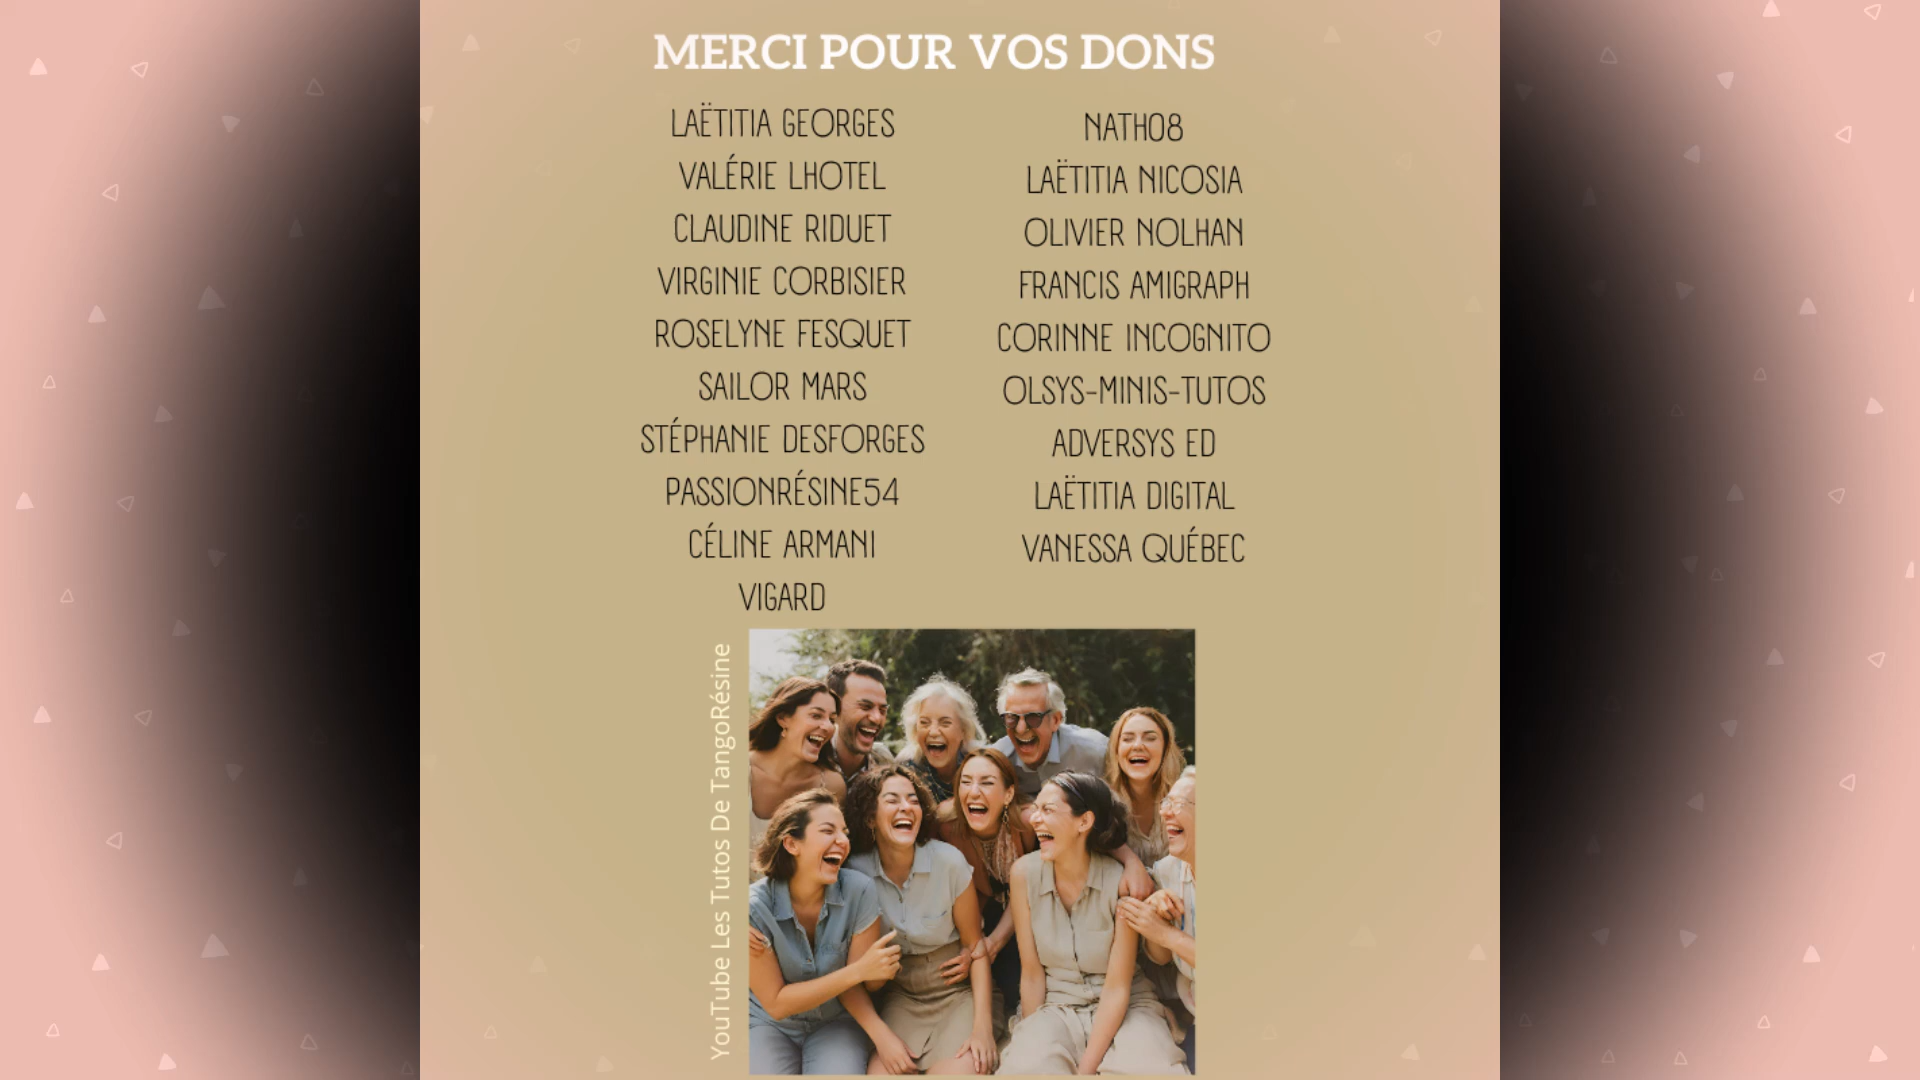 MERCI POUR VOS DONS
LAËTITIA GEORGES
VALÉRIE LHOTEL
CLAUDINE RIDUET
VIRGINIE CORBISIER
ROSELYNE FESQUET
SAILOR MARS
STÉPHANIE DESFORGES
PASSIONRÉSINE54
CÉLINE ARMANI
VIGARD
NATH08
LAËTITIA NICOSIA
OLIVIER NOLHAN
FRANCIS AMIGRAPH
CORINNE INCOGNITO
OLSYS-MINIS-TUTOS
ADVERSYS ED
LAËTITIA DIGITAL
VANESSA QUÉBEC
YouTube Les Tutos De TangoRésine